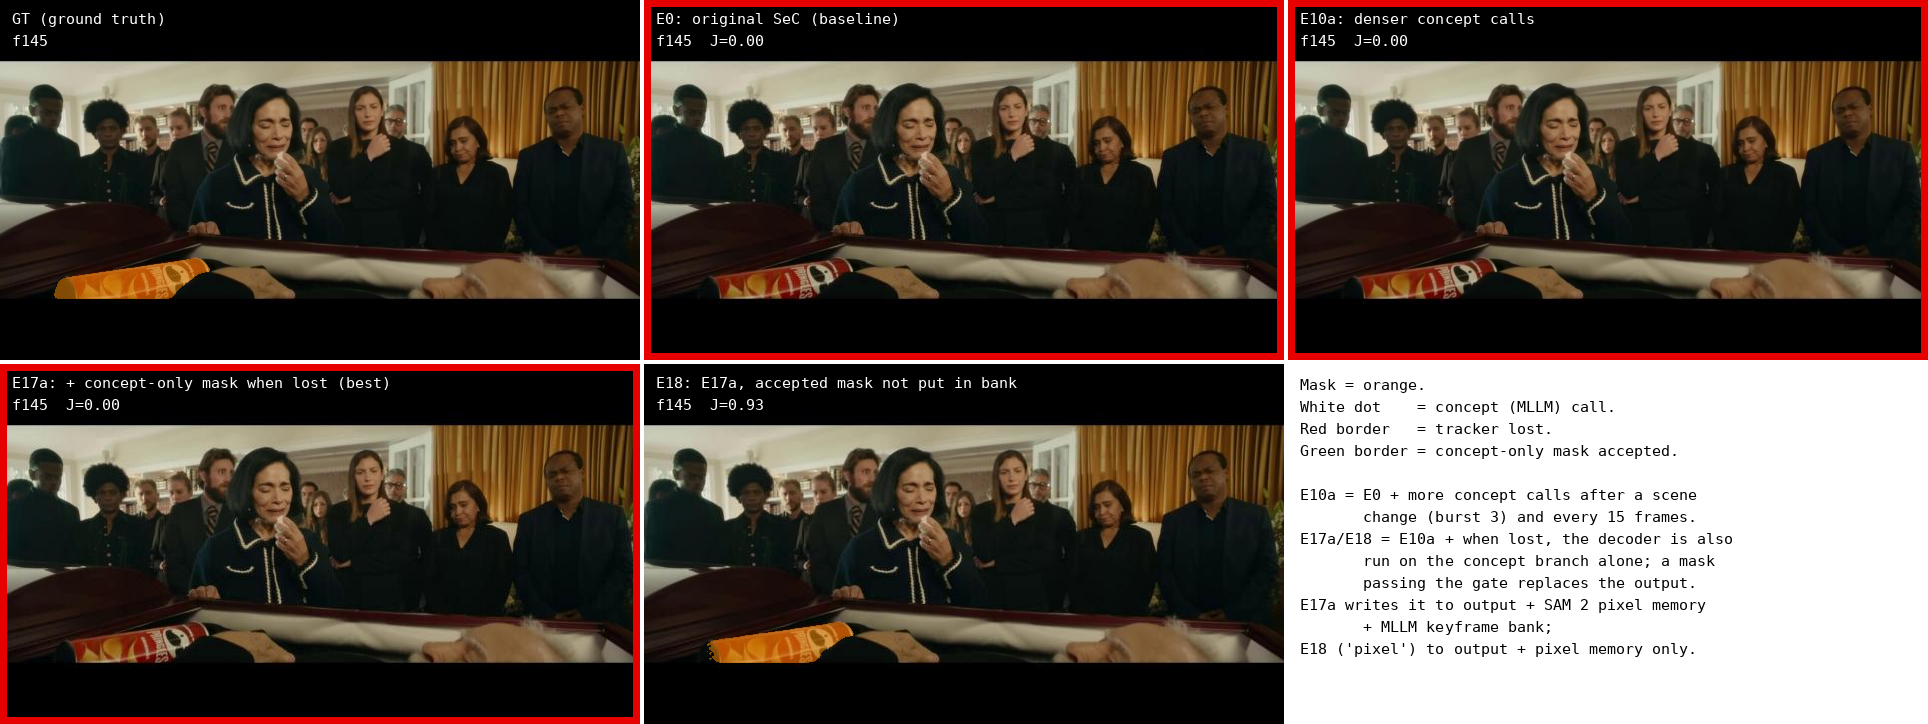 GT (ground truth)
f145
E0: original SeC (baseline)
f145 J=0.00
E10a: denser concept calls
f145 J=0.00
E17a: + concept-only mask when lost (best)
f145 J=0.00
E18: E17a, accepted mask not put in bank
f145 J=0.93
Mask = orange.
White dot = concept (MLLM) call.
Red border = tracker lost.
Green border = concept-only mask accepted.
E10a = E0 + more concept calls after a scene
change (burst 3) and every 15 frames.
E17a/E18 = E10a + when lost, the decoder is also
run on the concept branch alone; a mask
passing the gate replaces the output.
E17a writes it to output + SAM 2 pixel memory
+ MLLM keyframe bank;
E18 ('pixel') to output + pixel memory only.